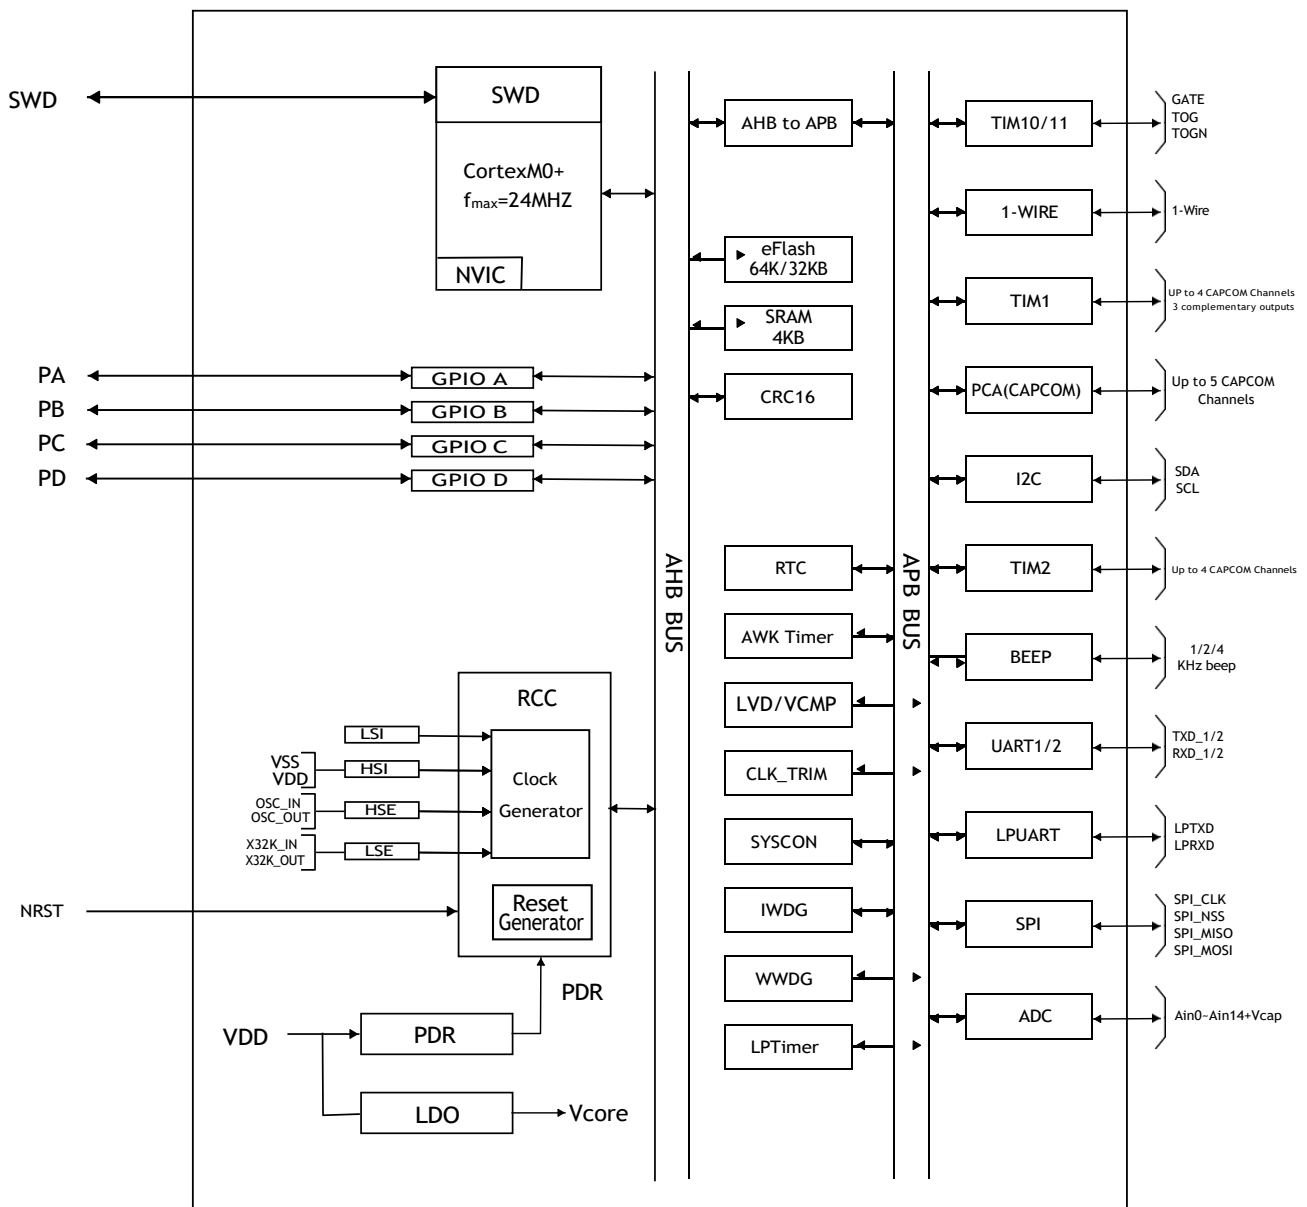 SWD
SWD
CortexM0+
fmax=24MHZ
NVIC
PA
GPIO A
PB
GPIO B
PC
GPIO C
PD
GPIO D
RCC
LSI
VSS
VDD
HSI
OSC_IN
OSC_OUT
HSE
X32K_IN
X32K_OUT
LSE
Clock
Generator
NRST
Reset
Generator
PDR
VDD
PDR
LDO
Vcore
AHB BUS
AHB to APB
eFlash
64K/32KB
SRAM
4KB
CRC16
RTC
AWK Timer
LVD/VCMP
CLK_TRIM
SYSCON
IWDG
WWDG
LPTimer
APB BUS
TIM10/11
GATE
TOG
TOGN
1-WIRE
1-Wire
TIM1
UP to 4 CAPCOM Channels
3 complementary outputs
PCA(CAPCOM)
Up to 5 CAPCOM
Channels
I2C
SDA
SCL
TIM2
Up to 4 CAPCOM Channels
BEEP
1/2/4
KHz beep
UART1/2
TXD_1/2
RXD_1/2
LPUART
LPTXD
LPRXD
SPI
SPI_CLK
SPI_NSS
SPI_MISO
SPI_MOSI
ADC
Ain0~Ain14+Vcap